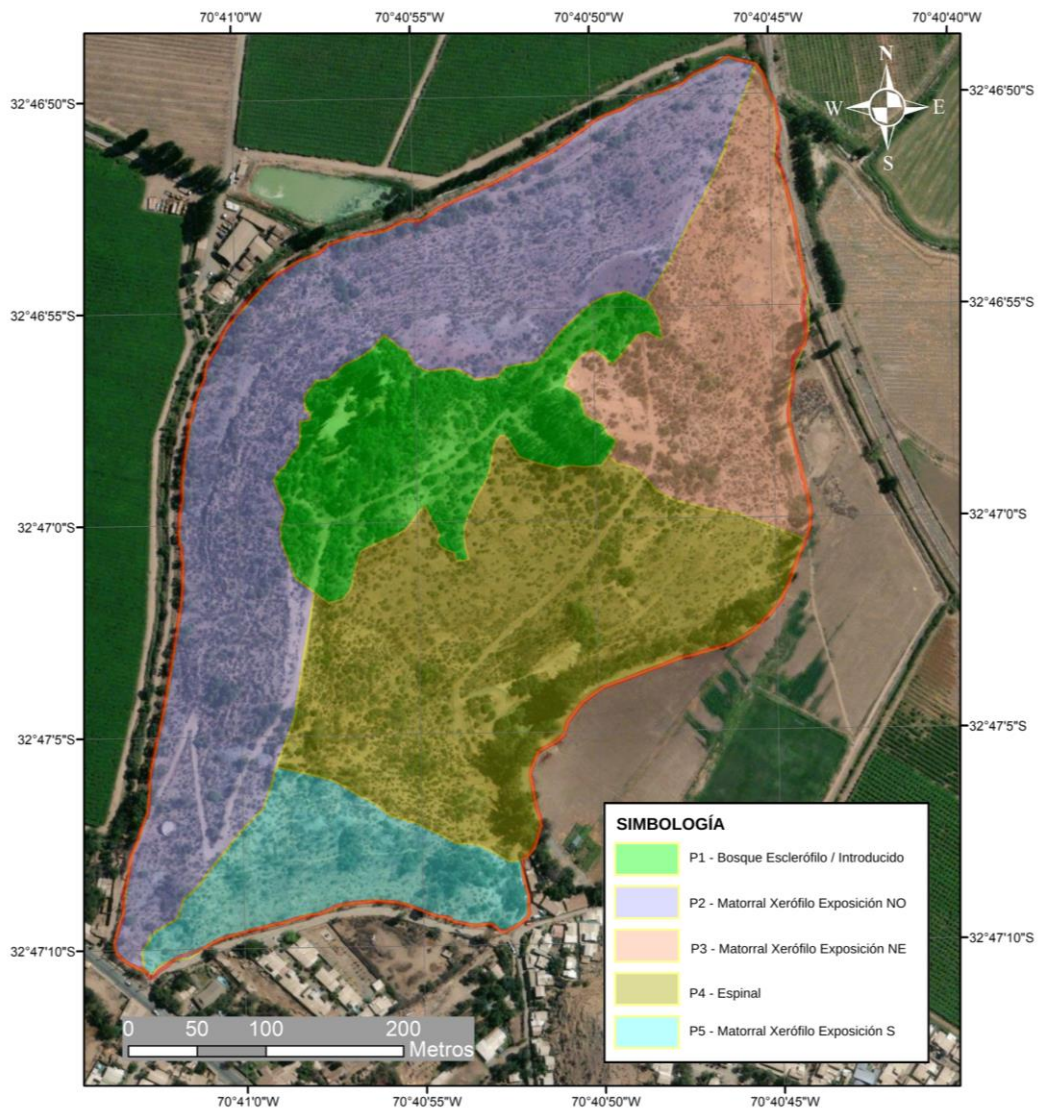 70°41'0"W 70°40'55"W 70°40'50"W 70°40'45"W 70°40'40"W
N
W E
S
32°46'50"S 32°46'50"S
32°46'55"S 32°46'55"S
32°47'0"S 32°47'0"S
32°47'5"S 32°47'5"S
32°47'10"S 32°47'10"S
SIMBOLOGÍA
P1 - Bosque Esclerófilo / Introducido
P2 - Matorral Xerófilo Exposición NO
P3 - Matorral Xerófilo Exposición NE
P4 - Espinal
P5 - Matorral Xerófilo Exposición S
0 50 100 200
Metros
70°41'0"W 70°40'55"W 70°40'50"W 70°40'45"W